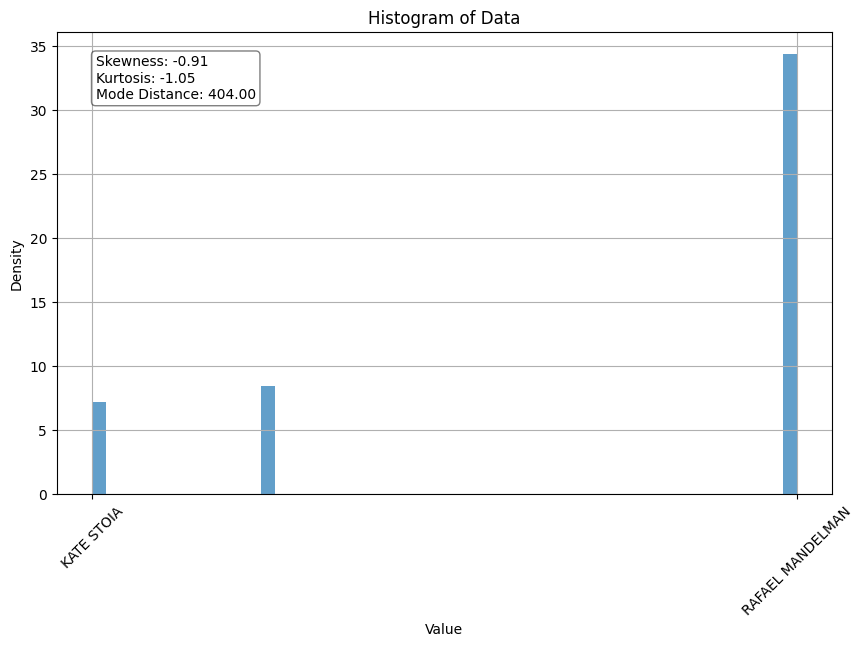 Histogram of Data
Skewness: -0.91
Kurtosis: -1.05
Mode Distance: 404.00
35
30
25
20
15
10
5
0
Density
KATE STOIA
RAFAEL MANDELMAN
Value